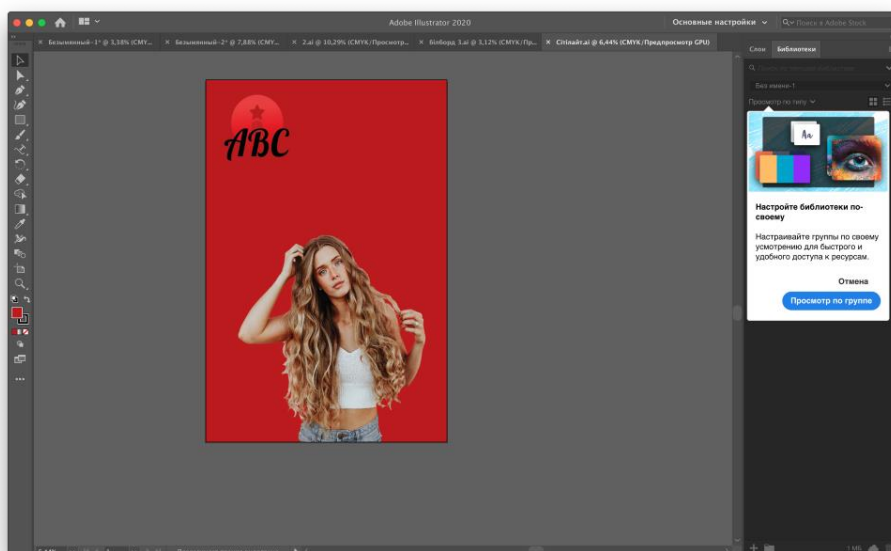 Adobe Illustrator 2020
Основные настройки
Поиск в Adobe Stock
× Безымянный-1* @ 3,38% (CMY...
× Безымянный-2* @ 7,88% (CMY...
× 2.ai @ 10,29% (CMYK/Просмотр...
× білборд 3.ai @ 3,12% (CMYK/Пр...
× Сітілайт.ai @ 6,44% (CMYK/Предпросмотр GPU)
Слои
Библиотеки
Без имени-1
Просмотр по типу
ABC
Aa
Настройте библиотеки по-
своему
Настраивайте группы по своему
усмотрению для быстрого и
удобного доступа к ресурсам.
Отмена
Просмотр по группе